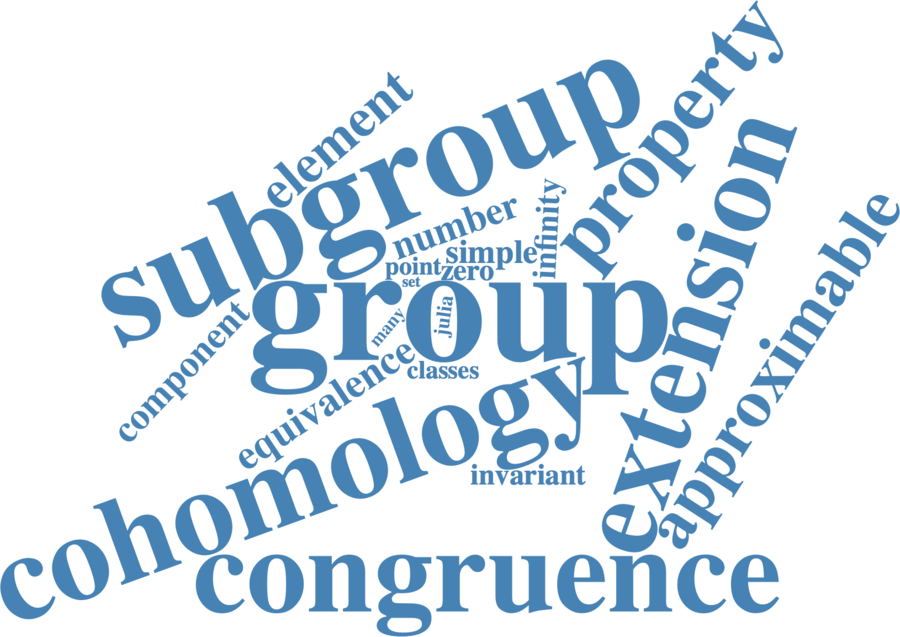 property
element
subgroup
extension
number
infinity
simple
approximable
point
zero
set
group
julia
component
many
equivalence
classes
cohomology
invariant
congruence